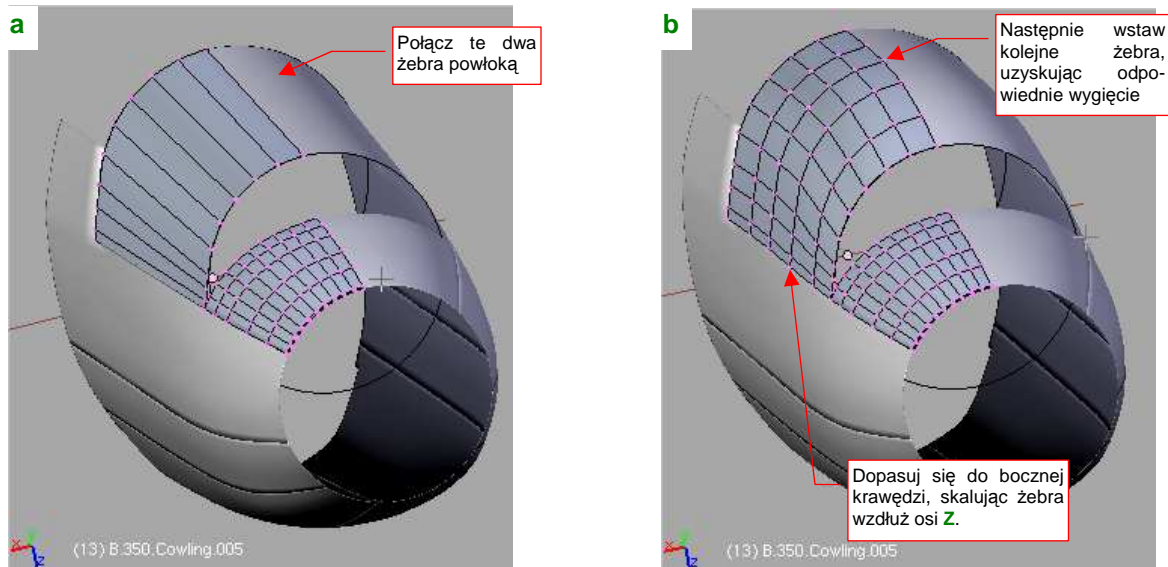 a
Połącz te dwa
żebra powłoką
(13) B.350.Cowling.005
b
Następnie wstaw
kolejne żebra,
uzyskując odpo-
wiednie wygięcie
Dopasuj się do bocznej
krawędzi, skalując żebra
wzdłuż osi Z.
(13) B.350.Cowling.005